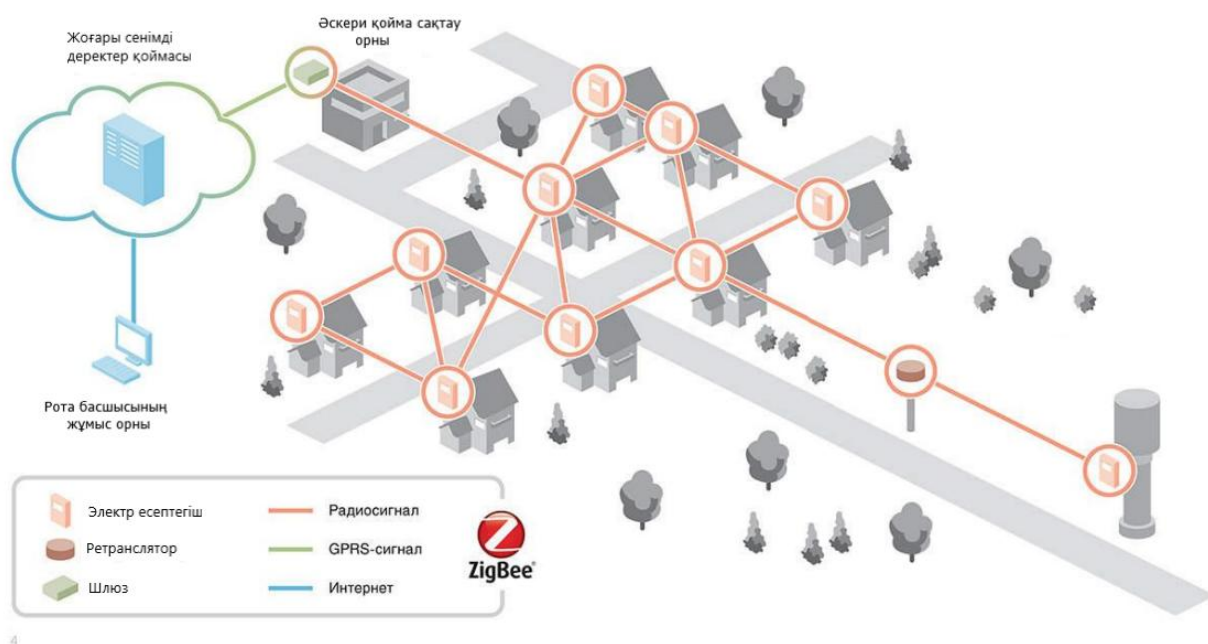 Әскери қойма сақтау
орны
Жоғары сенімді
деректер қоймасы
Рота басшысының
жұмыс орны
Электр есептегіш
Ретранслятор
Шлюз
Радиосигнал
GPRS-сигнал
Интернет
ZigBee®
4